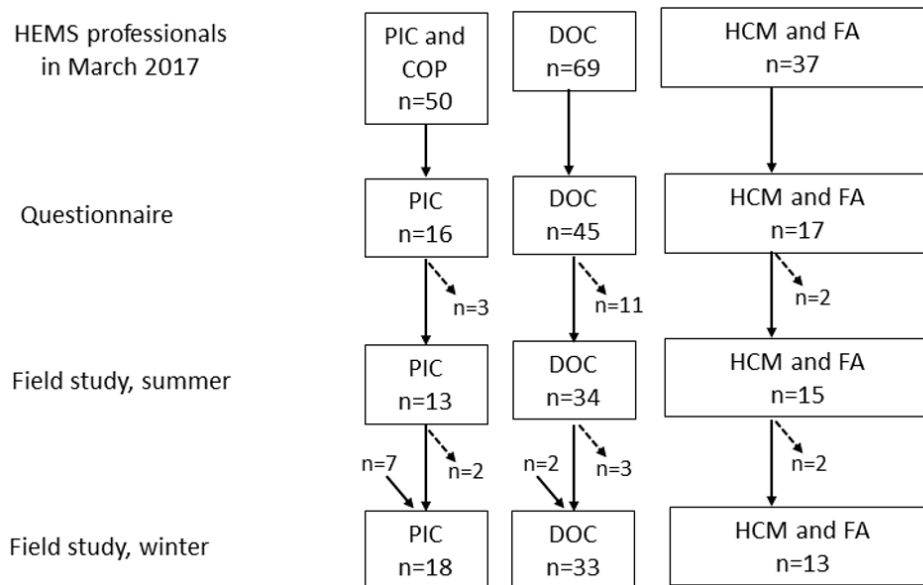 HEMS professionals
in March 2017
PIC and
COP
n=50
DOC
n=69
HCM and FA
n=37
Questionnaire
PIC
n=16
DOC
n=45
HCM and FA
n=17
n=3
n=11
n=2
Field study, summer
PIC
n=13
DOC
n=34
HCM and FA
n=15
n=7
n=2
n=2
n=3
n=2
Field study, winter
PIC
n=18
DOC
n=33
HCM and FA
n=13